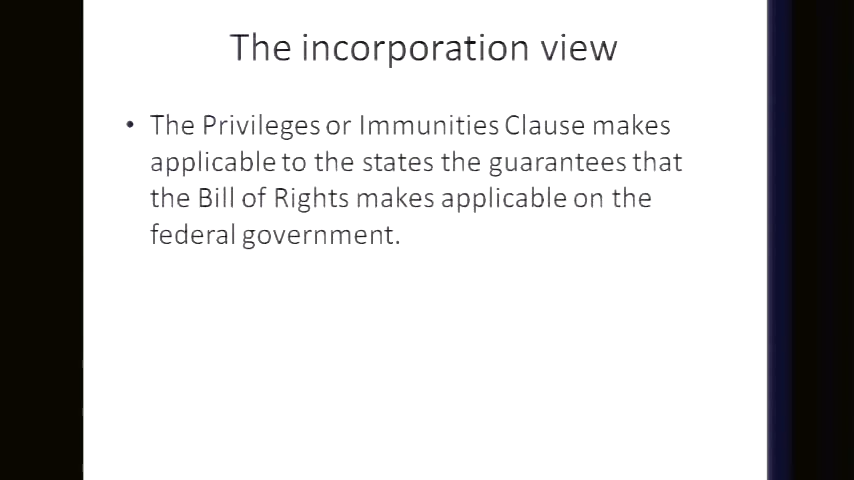 The incorporation view
• The Privileges or Immunities Clause makes
applicable to the states the guarantees that
the Bill of Rights makes applicable on the
federal government.